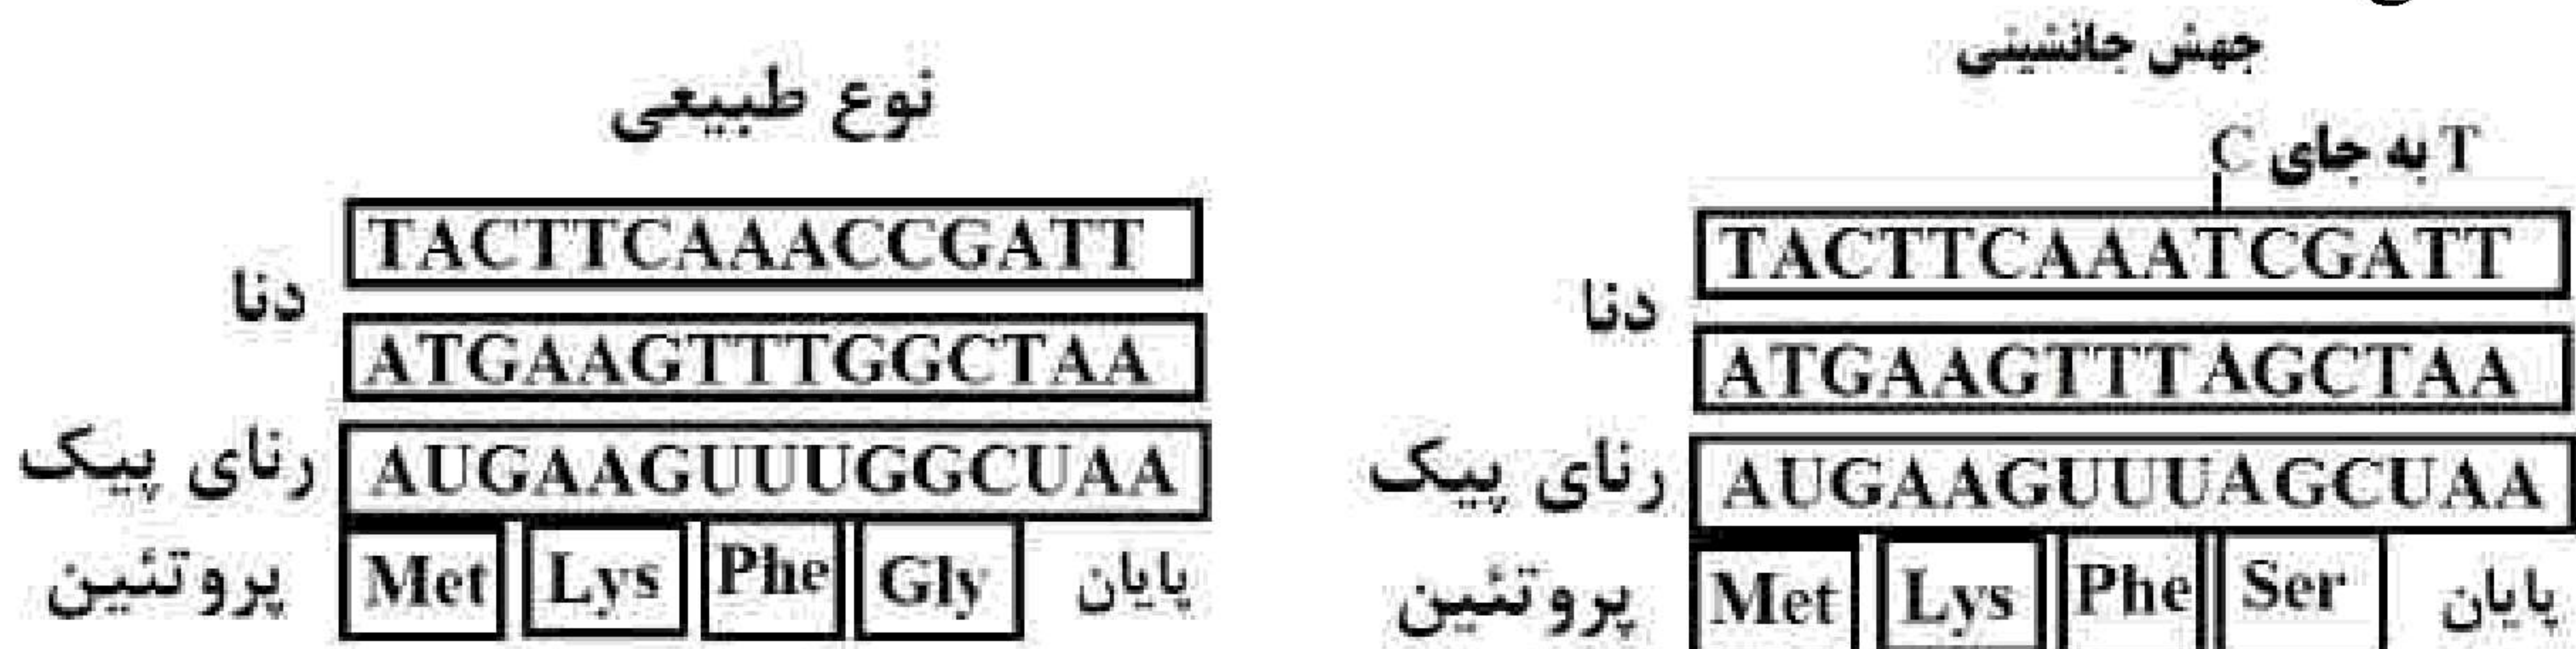 نوع طبیعی
دنا
TACTTCAAACCGATT
ATGAAGTTTGGCTAA
رنای پیک
AUGAAGUUUGGCUAA
پروتئین
Met Lys Phe Gly پایان
جهش جانشینی
T به جای C
دنا
TACTTCAAATCGATT
ATGAAGTTTAGCTAA
رنای پیک
AUGAAGUUUAGCUAA
پروتئین
Met Lys Phe Ser پایان